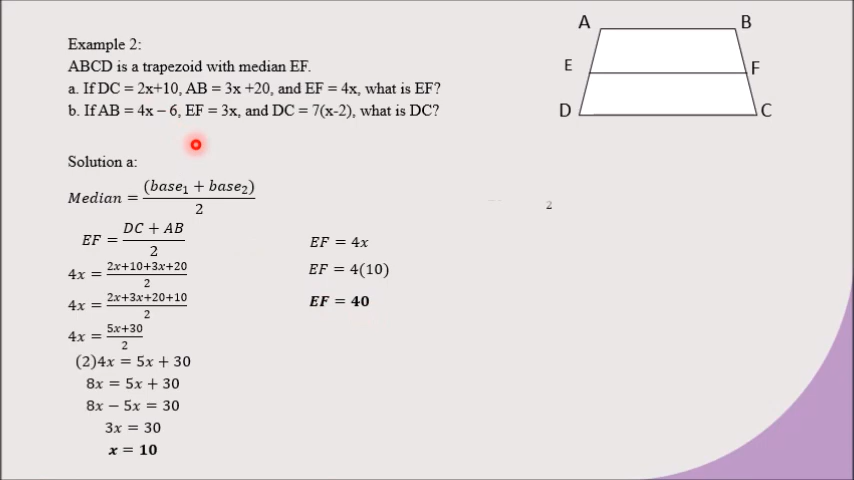 Example 2:
ABCD is a trapezoid with median EF.
a. If DC = 2x+10, AB = 3x +20, and EF = 4x, what is EF?
b. If AB = 4x – 6, EF = 3x, and DC = 7(x-2), what is DC?
A B
E F
D C
Solution a:
Median = (base₁ + base₂) / 2
EF = DC + AB / 2
4x = 2x+10+3x+20 / 2
4x = 2x+3x+20+10 / 2
4x = 5x+30 / 2
(2)4x = 5x + 30
8x = 5x + 30
8x − 5x = 30
3x = 30
x = 10
EF = 4x
EF = 4(10)
EF = 40
2